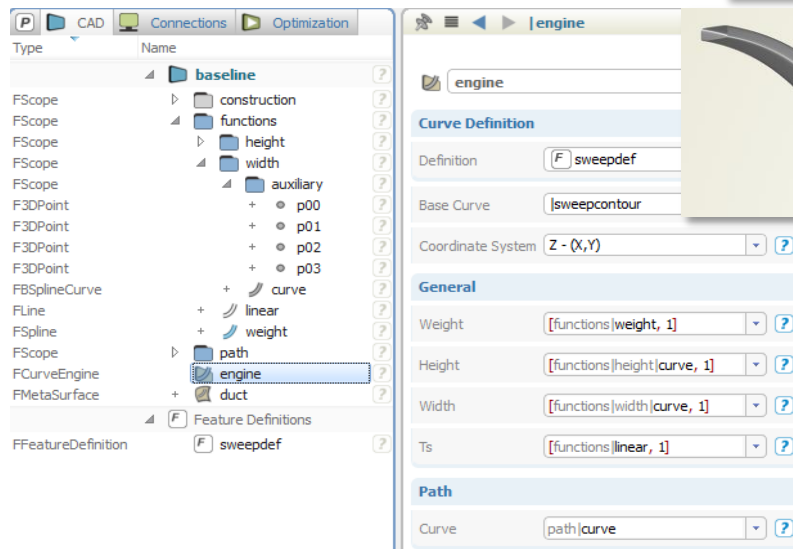 P CAD Connections Optimization
Type Name
baseline ?
FScope construction ?
FScope functions ?
FScope height ?
FScope width ?
FScope auxiliary ?
F3DPoint p00 ?
F3DPoint p01 ?
F3DPoint p02 ?
F3DPoint p03 ?
FBSplineCurve curve ?
FLine linear ?
FSpline weight ?
FScope path ?
FCurveEngine engine ?
FMetaSurface duct ?
F Feature Definitions
FFeatureDefinition F sweepdef ?
|engine
engine
Curve Definition
Definition F sweepdef
Base Curve |sweepcontour
Coordinate System Z - (X,Y) ?
General
Weight [functions|weight, 1] ?
Height [functions|height|curve, 1] ?
Width [functions|width|curve, 1] ?
Ts [functions|linear, 1] ?
Path
Curve path|curve ?